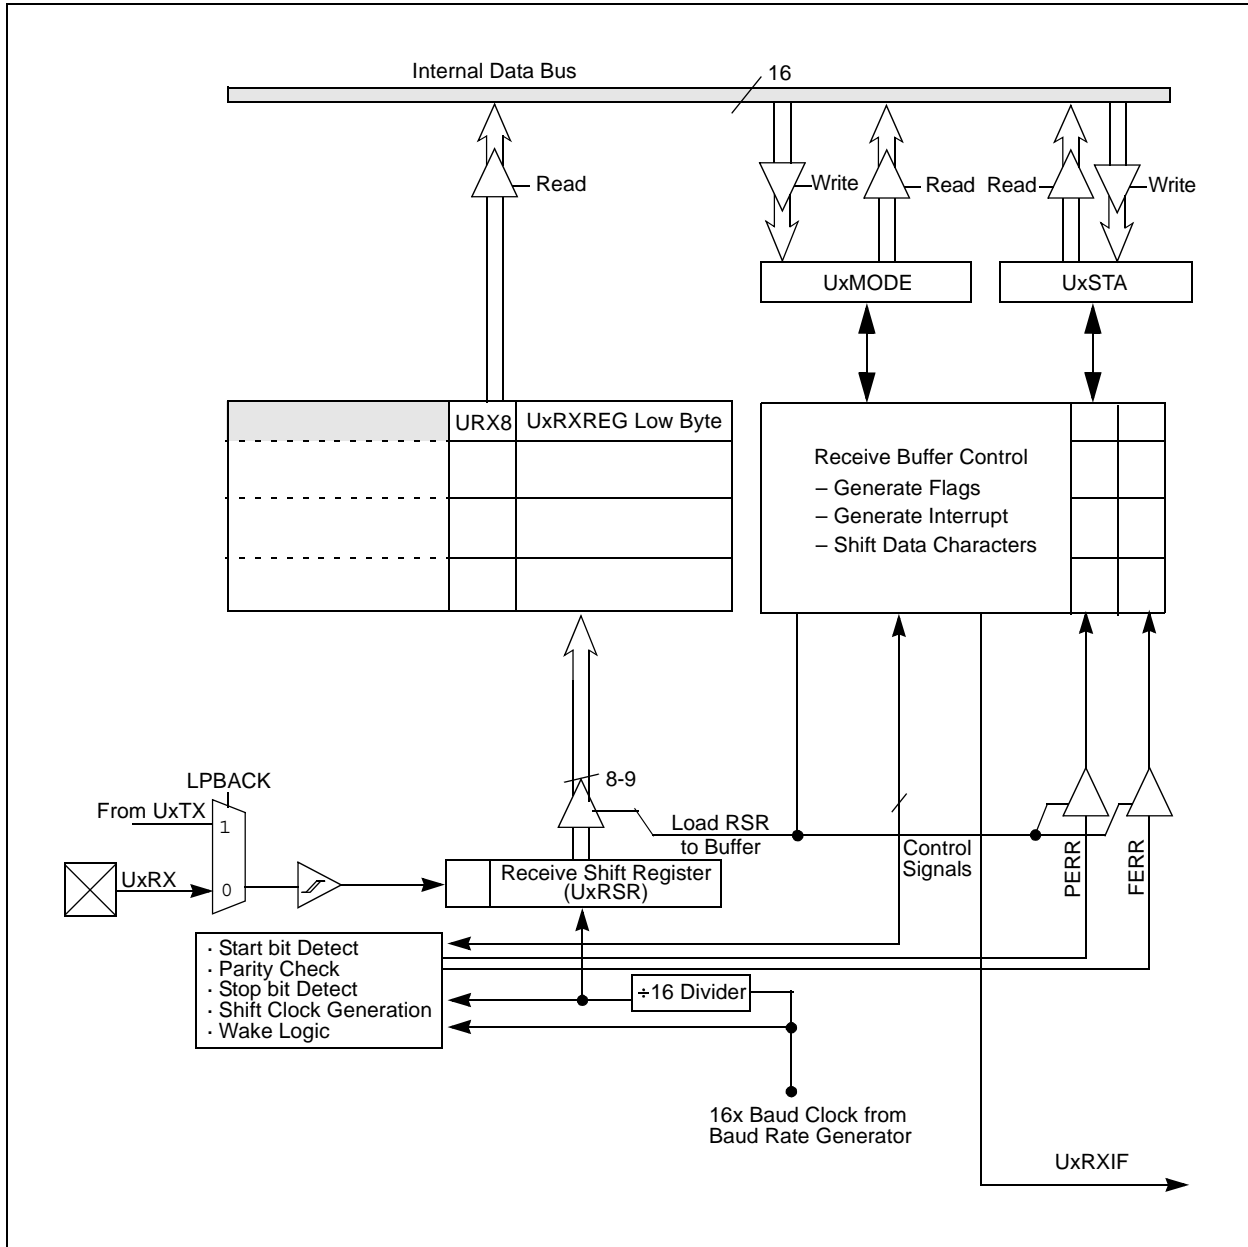 Internal Data Bus
16
Read
Write
Read
Read
Write
UxMODE
UxSTA
URX8
UxRXREG Low Byte
Receive Buffer Control
– Generate Flags
– Generate Interrupt
– Shift Data Characters
LPBACK
8-9
From UxTX
1
Load RSR
to Buffer
Control
Signals
PERR
FERR
UxRX
0
Receive Shift Register
(UxRSR)
· Start bit Detect
· Parity Check
· Stop bit Detect
· Shift Clock Generation
· Wake Logic
÷16 Divider
16x Baud Clock from
Baud Rate Generator
UxRXIF